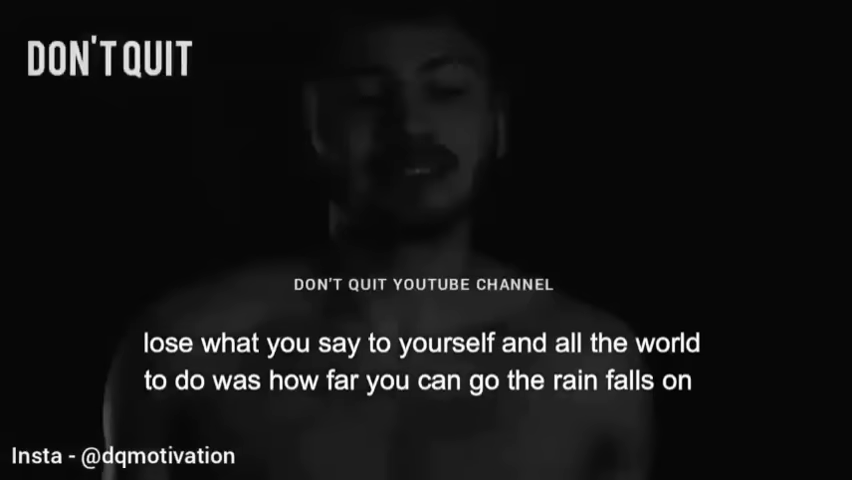 DON'T QUIT
DON'T QUIT YOUTUBE CHANNEL
lose what you say to yourself and all the world
to do was how far you can go the rain falls on
Insta - @dqmotivation